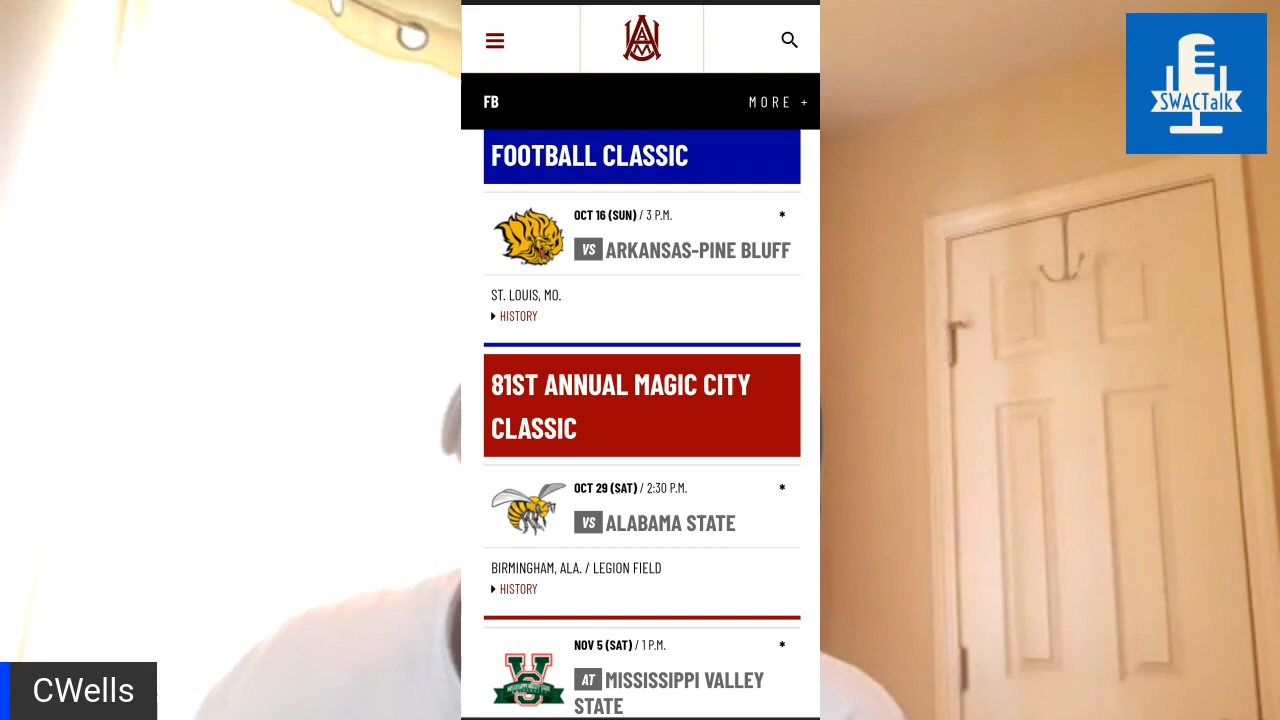 AAMU
FB
MORE +
FOOTBALL CLASSIC
OCT 16 (SUN) / 3 P.M. *
VS ARKANSAS-PINE BLUFF
ST. LOUIS, MO.
HISTORY
81ST ANNUAL MAGIC CITY
CLASSIC
OCT 29 (SAT) / 2:30 P.M. *
VS ALABAMA STATE
BIRMINGHAM, ALA. / LEGION FIELD
HISTORY
NOV 5 (SAT) / 1 P.M. *
AT MISSISSIPPI VALLEY
STATE
SWACTalk
CWells